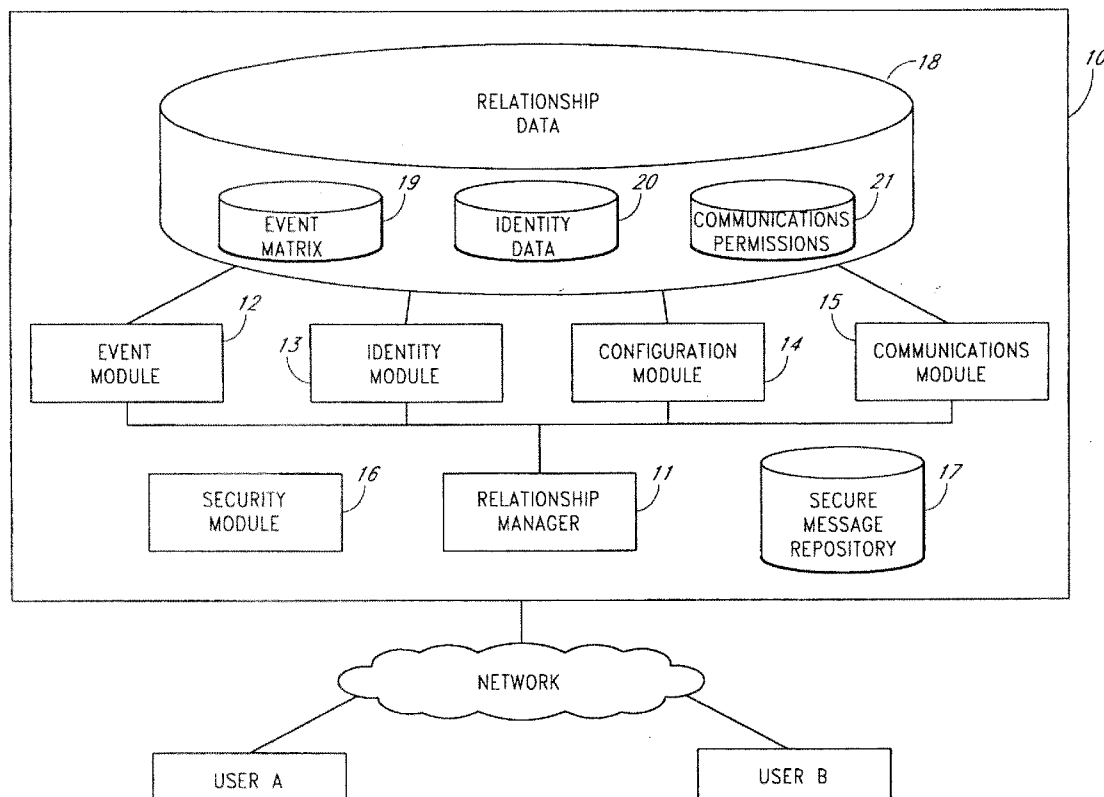 10
18
RELATIONSHIP
DATA
19
20
21
EVENT
MATRIX
IDENTITY
DATA
COMMUNICATIONS
PERMISSIONS
12
13
14
15
EVENT
MODULE
IDENTITY
MODULE
CONFIGURATION
MODULE
COMMUNICATIONS
MODULE
16
11
17
SECURITY
MODULE
RELATIONSHIP
MANAGER
SECURE
MESSAGE
REPOSITORY
NETWORK
USER A
USER B